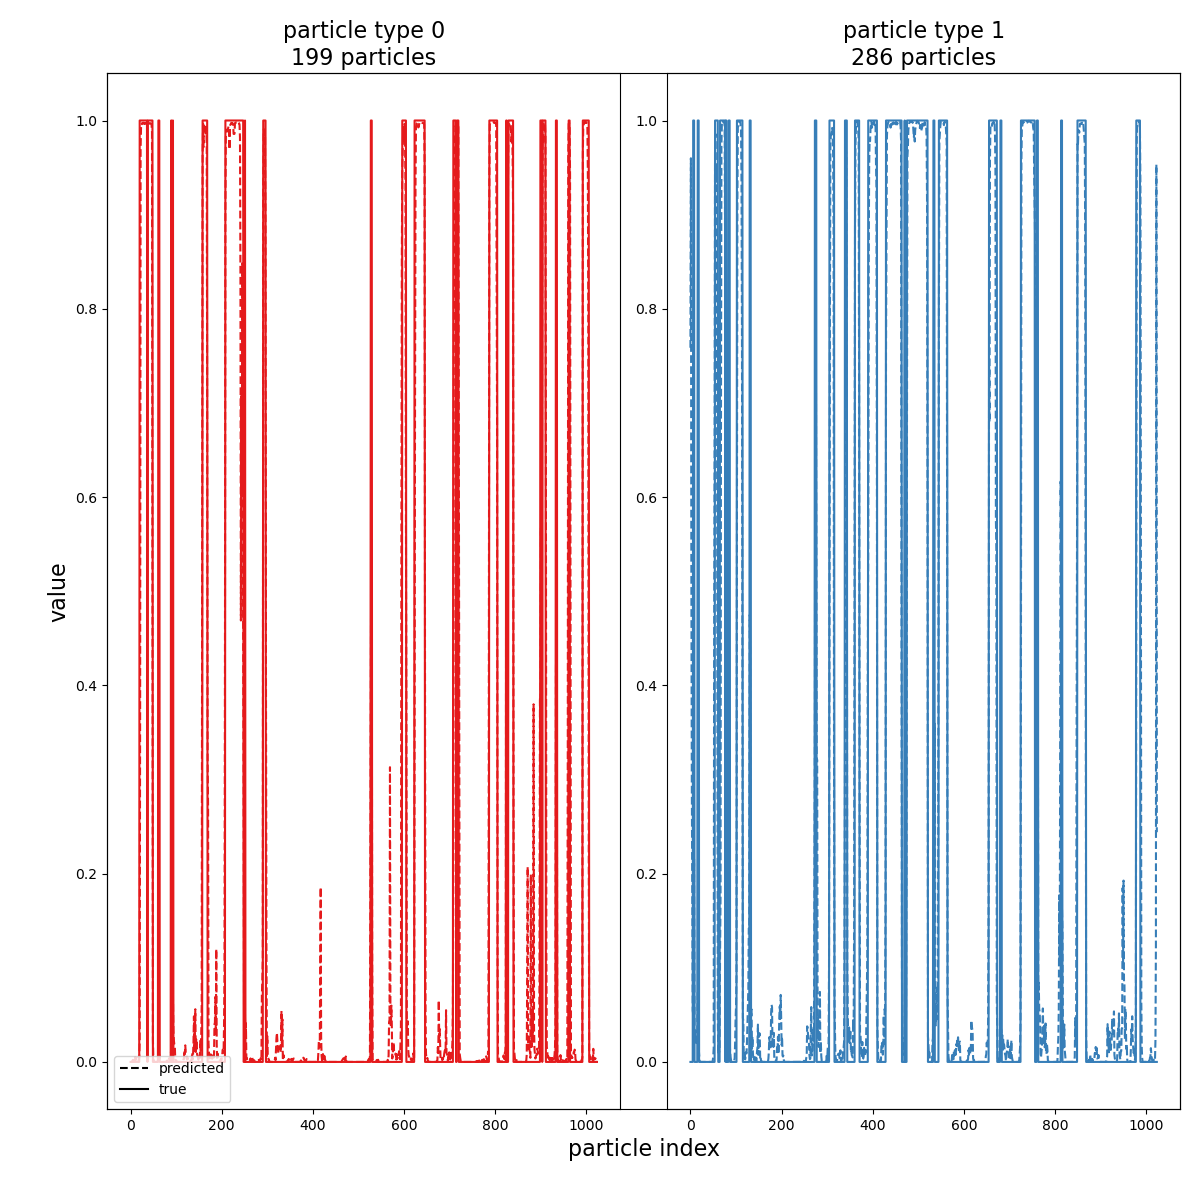 particle type 0
199 particles
particle type 1
286 particles
1.0
0.8
0.6
0.4
0.2
0.0
1.0
0.8
0.6
0.4
0.2
0.0
value
predicted
true
0 200 400 600 800 1000
0 200 400 600 800 1000
particle index